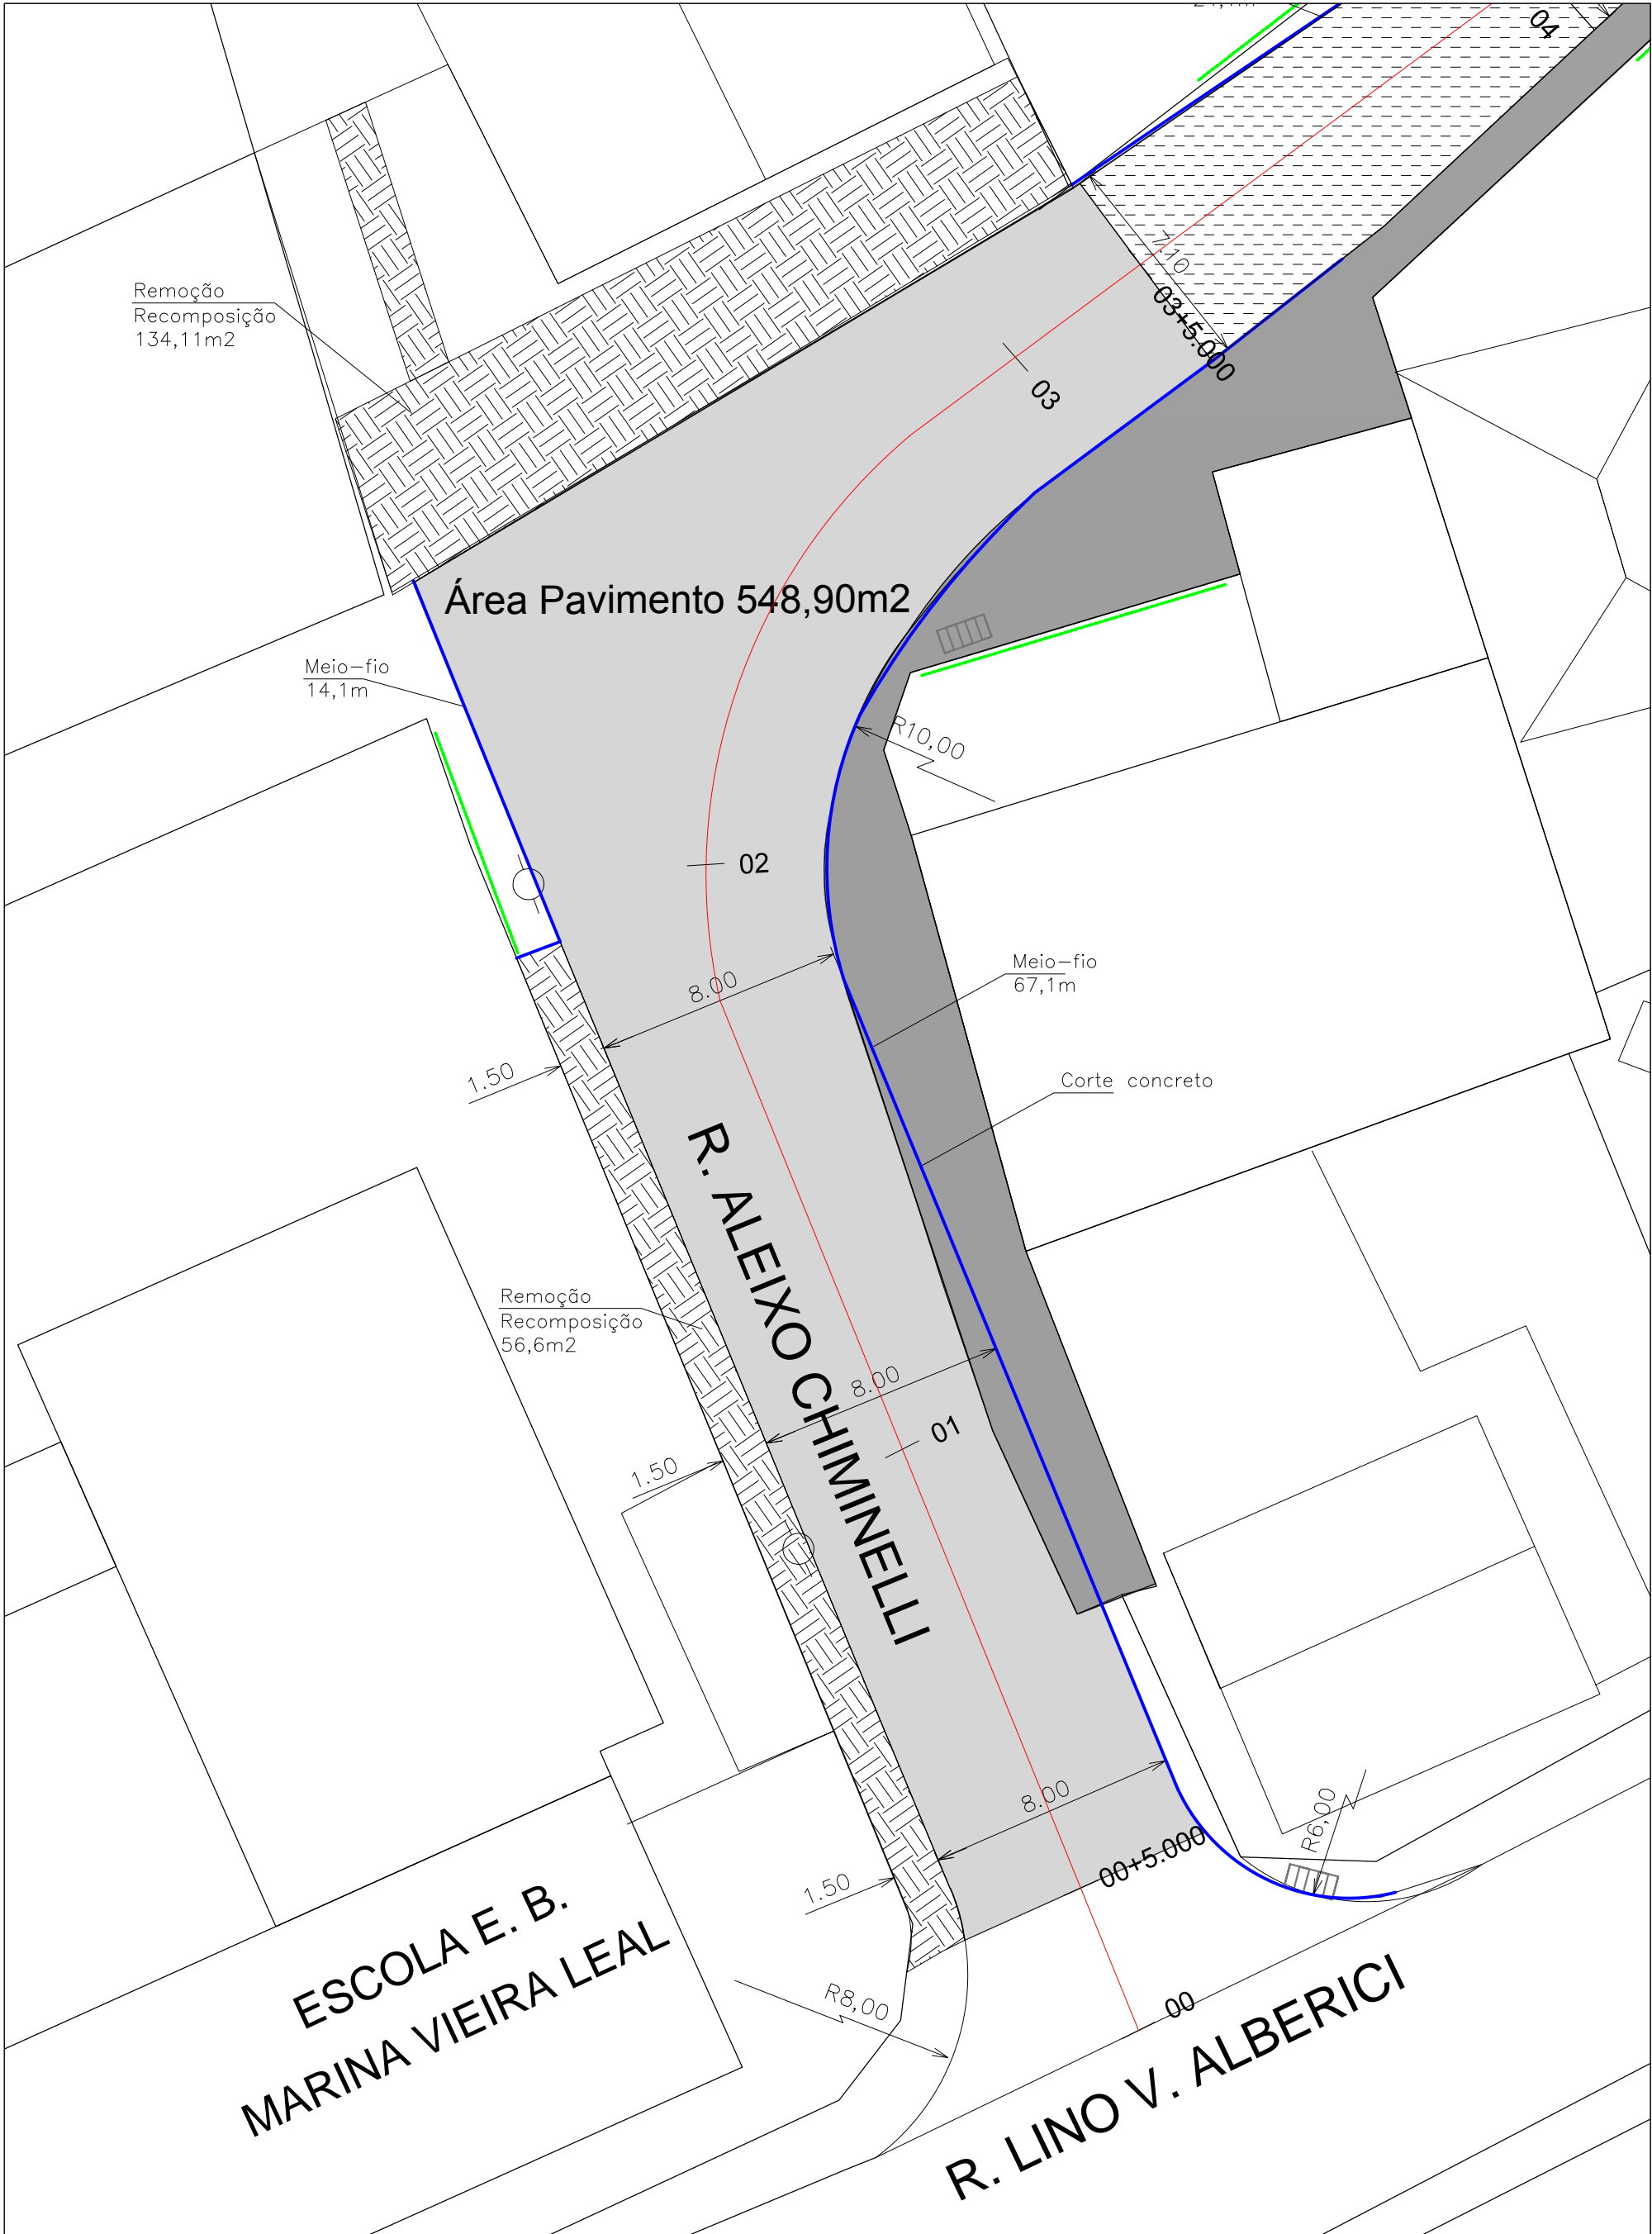 04
7.10
03+5.000
Remoção
Recomposição
134,11m2
03
Área Pavimento 548,90m2
Meio-fio
14,1m
R10,00
02
Meio-fio
67,1m
8.00
1.50
Corte concreto
R. ALEIXO CHIMINELLI
Remoção
Recomposição
56,6m2
8.00
01
1.50
8.00
R6,00
00+5.000
1.50
ESCOLA E. B.
MARINA VIEIRA LEAL
R8,00
00
R. LINO V. ALBERICI